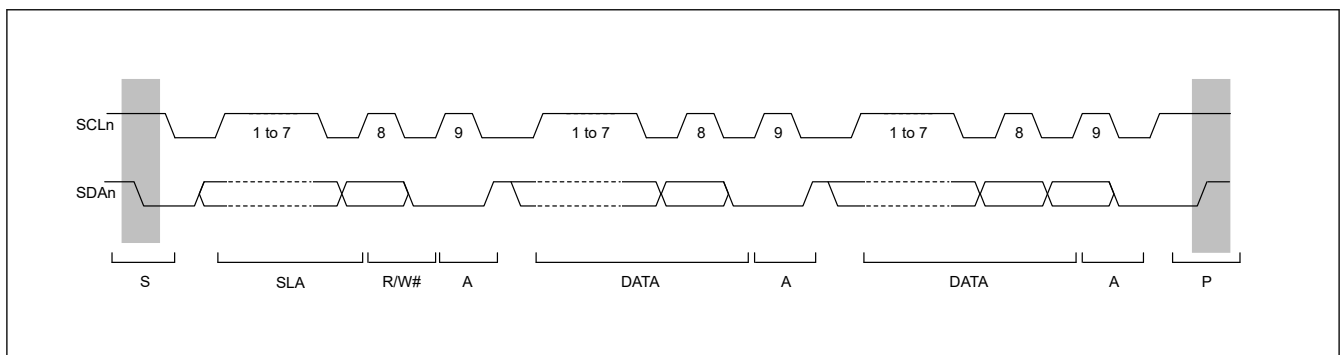 SCLn 1 to 7 8 9 1 to 7 8 9 1 to 7 8 9
SDAn
S SLA R/W# A DATA A DATA A P